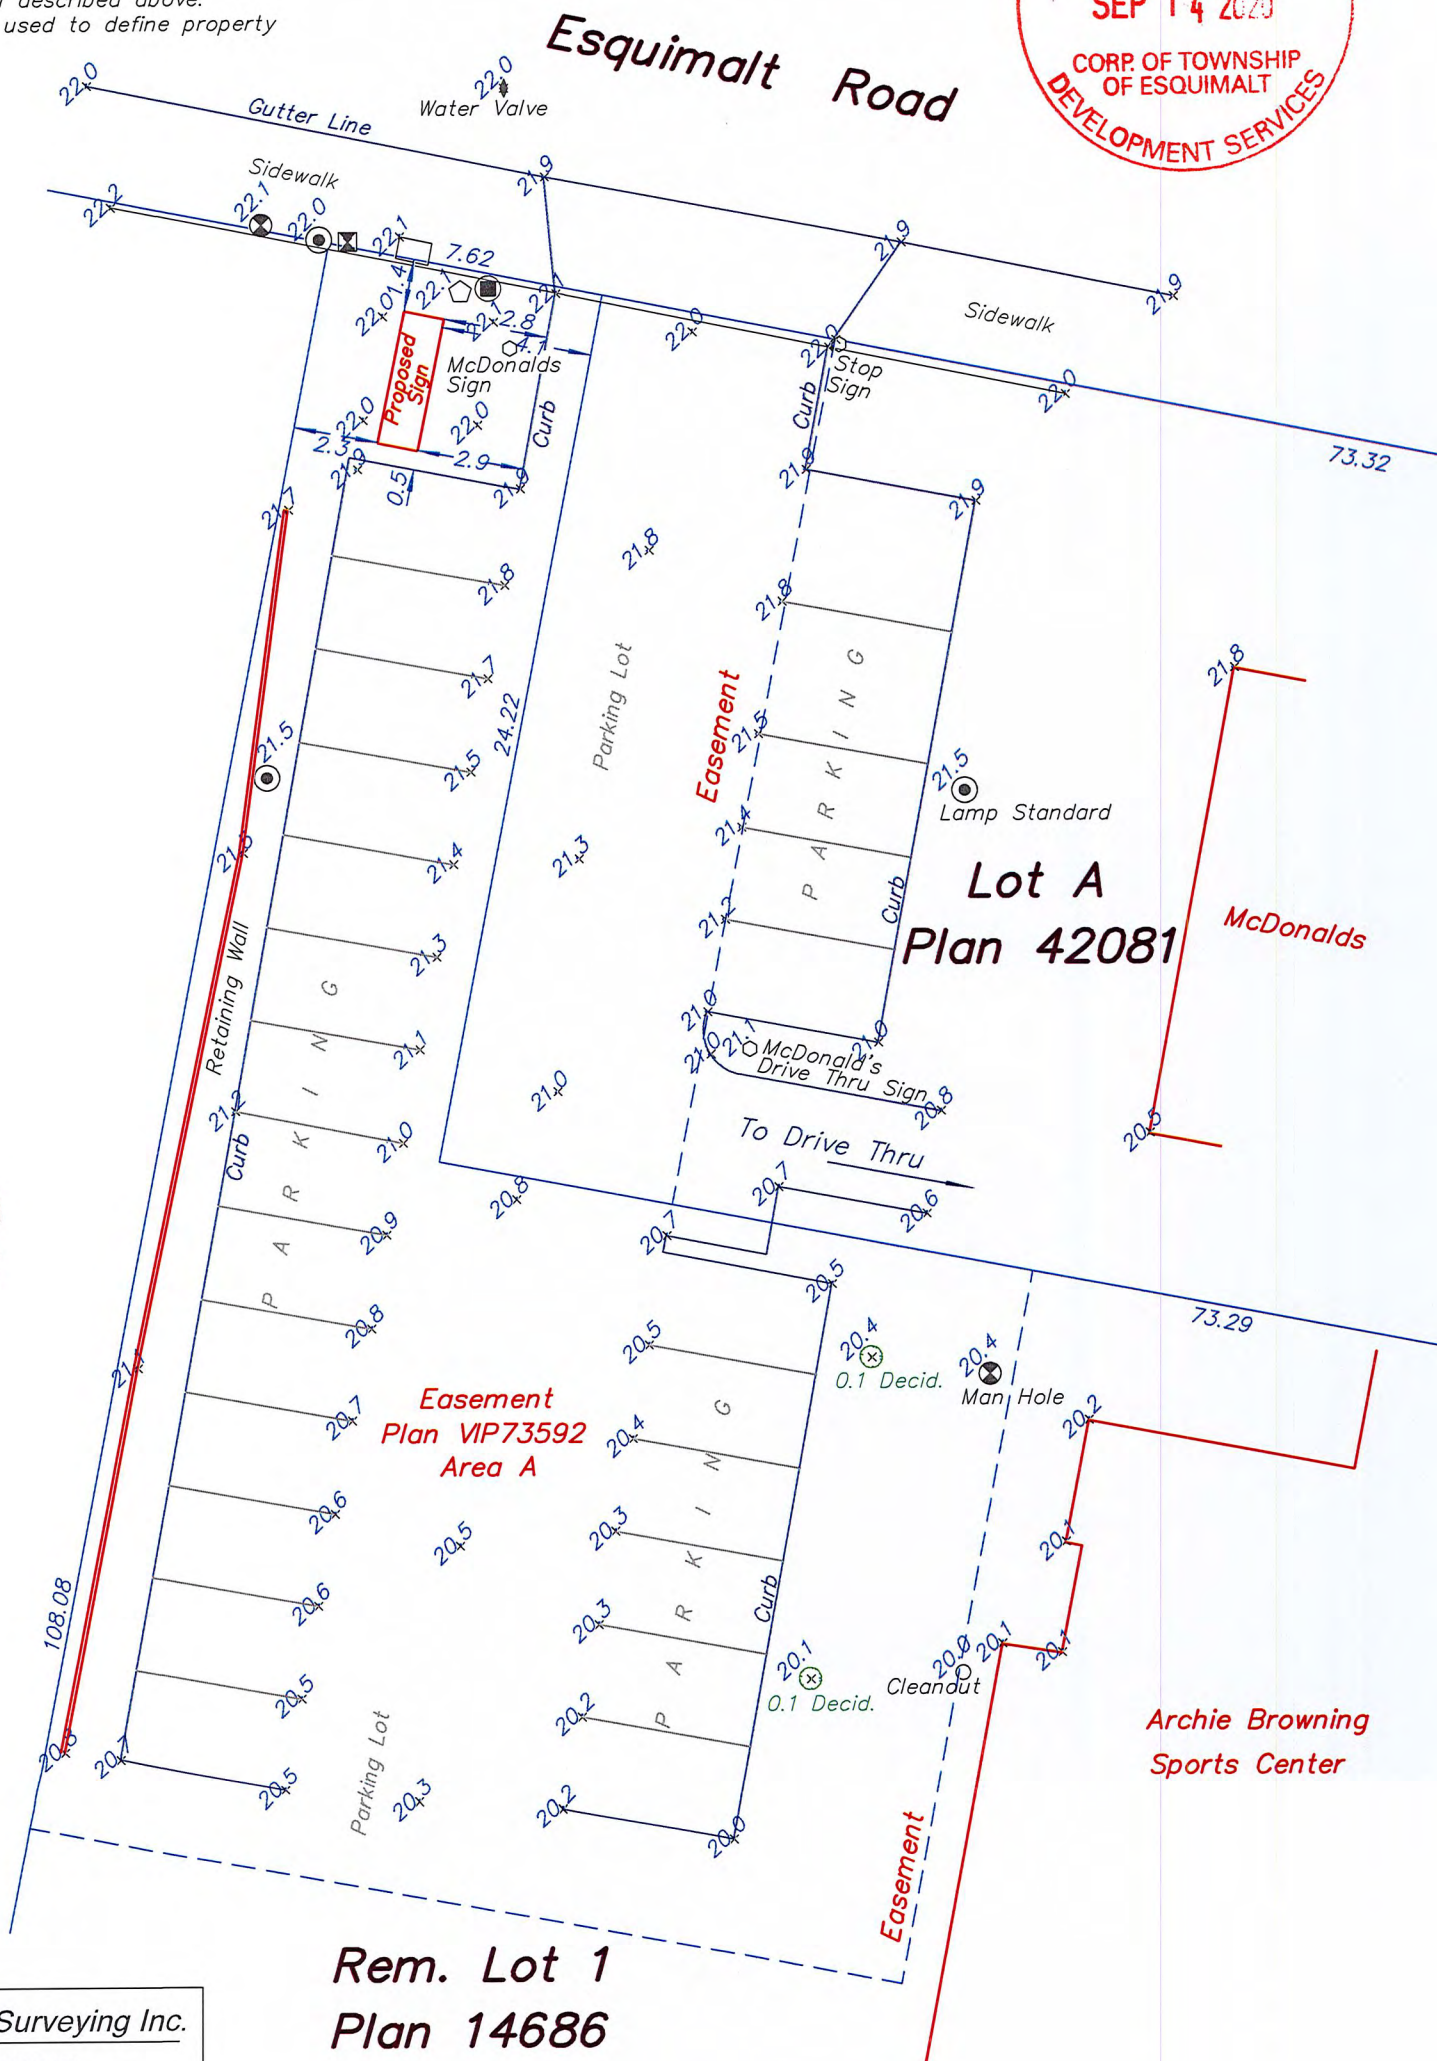 described above.
used to define property
Esquimalt Road
SEP 14 2020
CORP. OF TOWNSHIP
OF ESQUIMALT
DEVELOPMENT SERVICES
22.0
22.0
Water Valve
Gutter Line
21.9
Sidewalk
22.2
22.1
22.0
22.1
7.62
21.9
21.9
Sidewalk
1.4
22.1
22.0
22.1
2.8
22.1
4.1
22.0
22.0
Stop
Sign
22.0
Proposed
Sign
McDonalds
Sign
22.0
22.0
Curb
Curb
73.32
2.3
2.9
21.9
0.5
21.9
21.9
21.9
21.7
21.8
21.8
21.8
21.7
24.22
Parking Lot
Easement
PARKING
21.8
21.5
21.5
21.5
21.5
Lamp Standard
21.4
21.4
21.3
21.5
Lot A
Plan 42081
McDonalds
Curb
21.2
Retaining Wall
21.3
PARKING
21.1
21.0
21.0
21.1
21.0
McDonald's
Drive Thru Sign
21.0
20.8
20.5
21.2
Curb
21.0
To Drive Thru
20.8
20.7
20.6
20.9
20.7
20.5
73.29
20.8
20.5
20.4
0.1 Decid.
20.4
Man Hole
21.1
20.7
Easement
Plan VIP73592
Area A
20.4
PARKING
20.2
20.6
20.5
20.3
20.1
108.08
20.6
20.3
Curb
20.1
0.1 Decid.
20.0
Cleanout
20.1
20.1
20.5
20.2
Archie Browning
Sports Center
20.7
20.5
Parking Lot
20.3
20.2
20.0
Easement
Rem. Lot 1
Plan 14686
Surveying Inc.